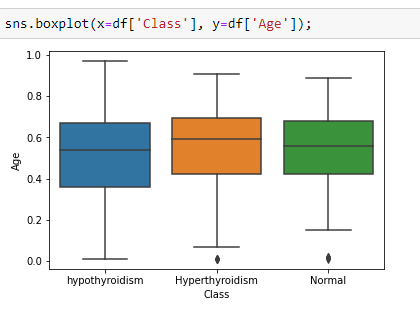 sns.boxplot(x=df['Class'], y=df['Age']);
1.0
0.8
0.6
0.4
0.2
0.0
Age
hypothyroidism Hyperthyroidism Normal
Class